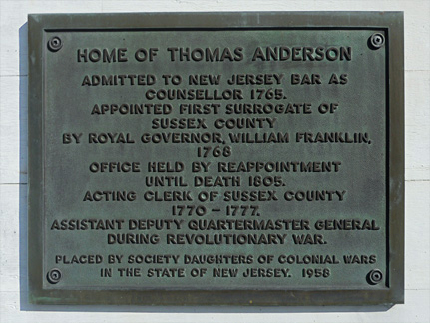 HOME OF THOMAS ANDERSON
ADMITTED TO NEW JERSEY BAR AS
COUNSELLOR 1765.
APPOINTED FIRST SURROGATE OF
SUSSEX COUNTY
BY ROYAL GOVERNOR, WILLIAM FRANKLIN,
1768
OFFICE HELD BY REAPPOINTMENT
UNTIL DEATH 1805.
ACTING CLERK OF SUSSEX COUNTY
1770 – 1777.
ASSISTANT DEPUTY QUARTERMASTER GENERAL
DURING REVOLUTIONARY WAR.
PLACED BY SOCIETY DAUGHTERS OF COLONIAL WARS
IN THE STATE OF NEW JERSEY. 1958